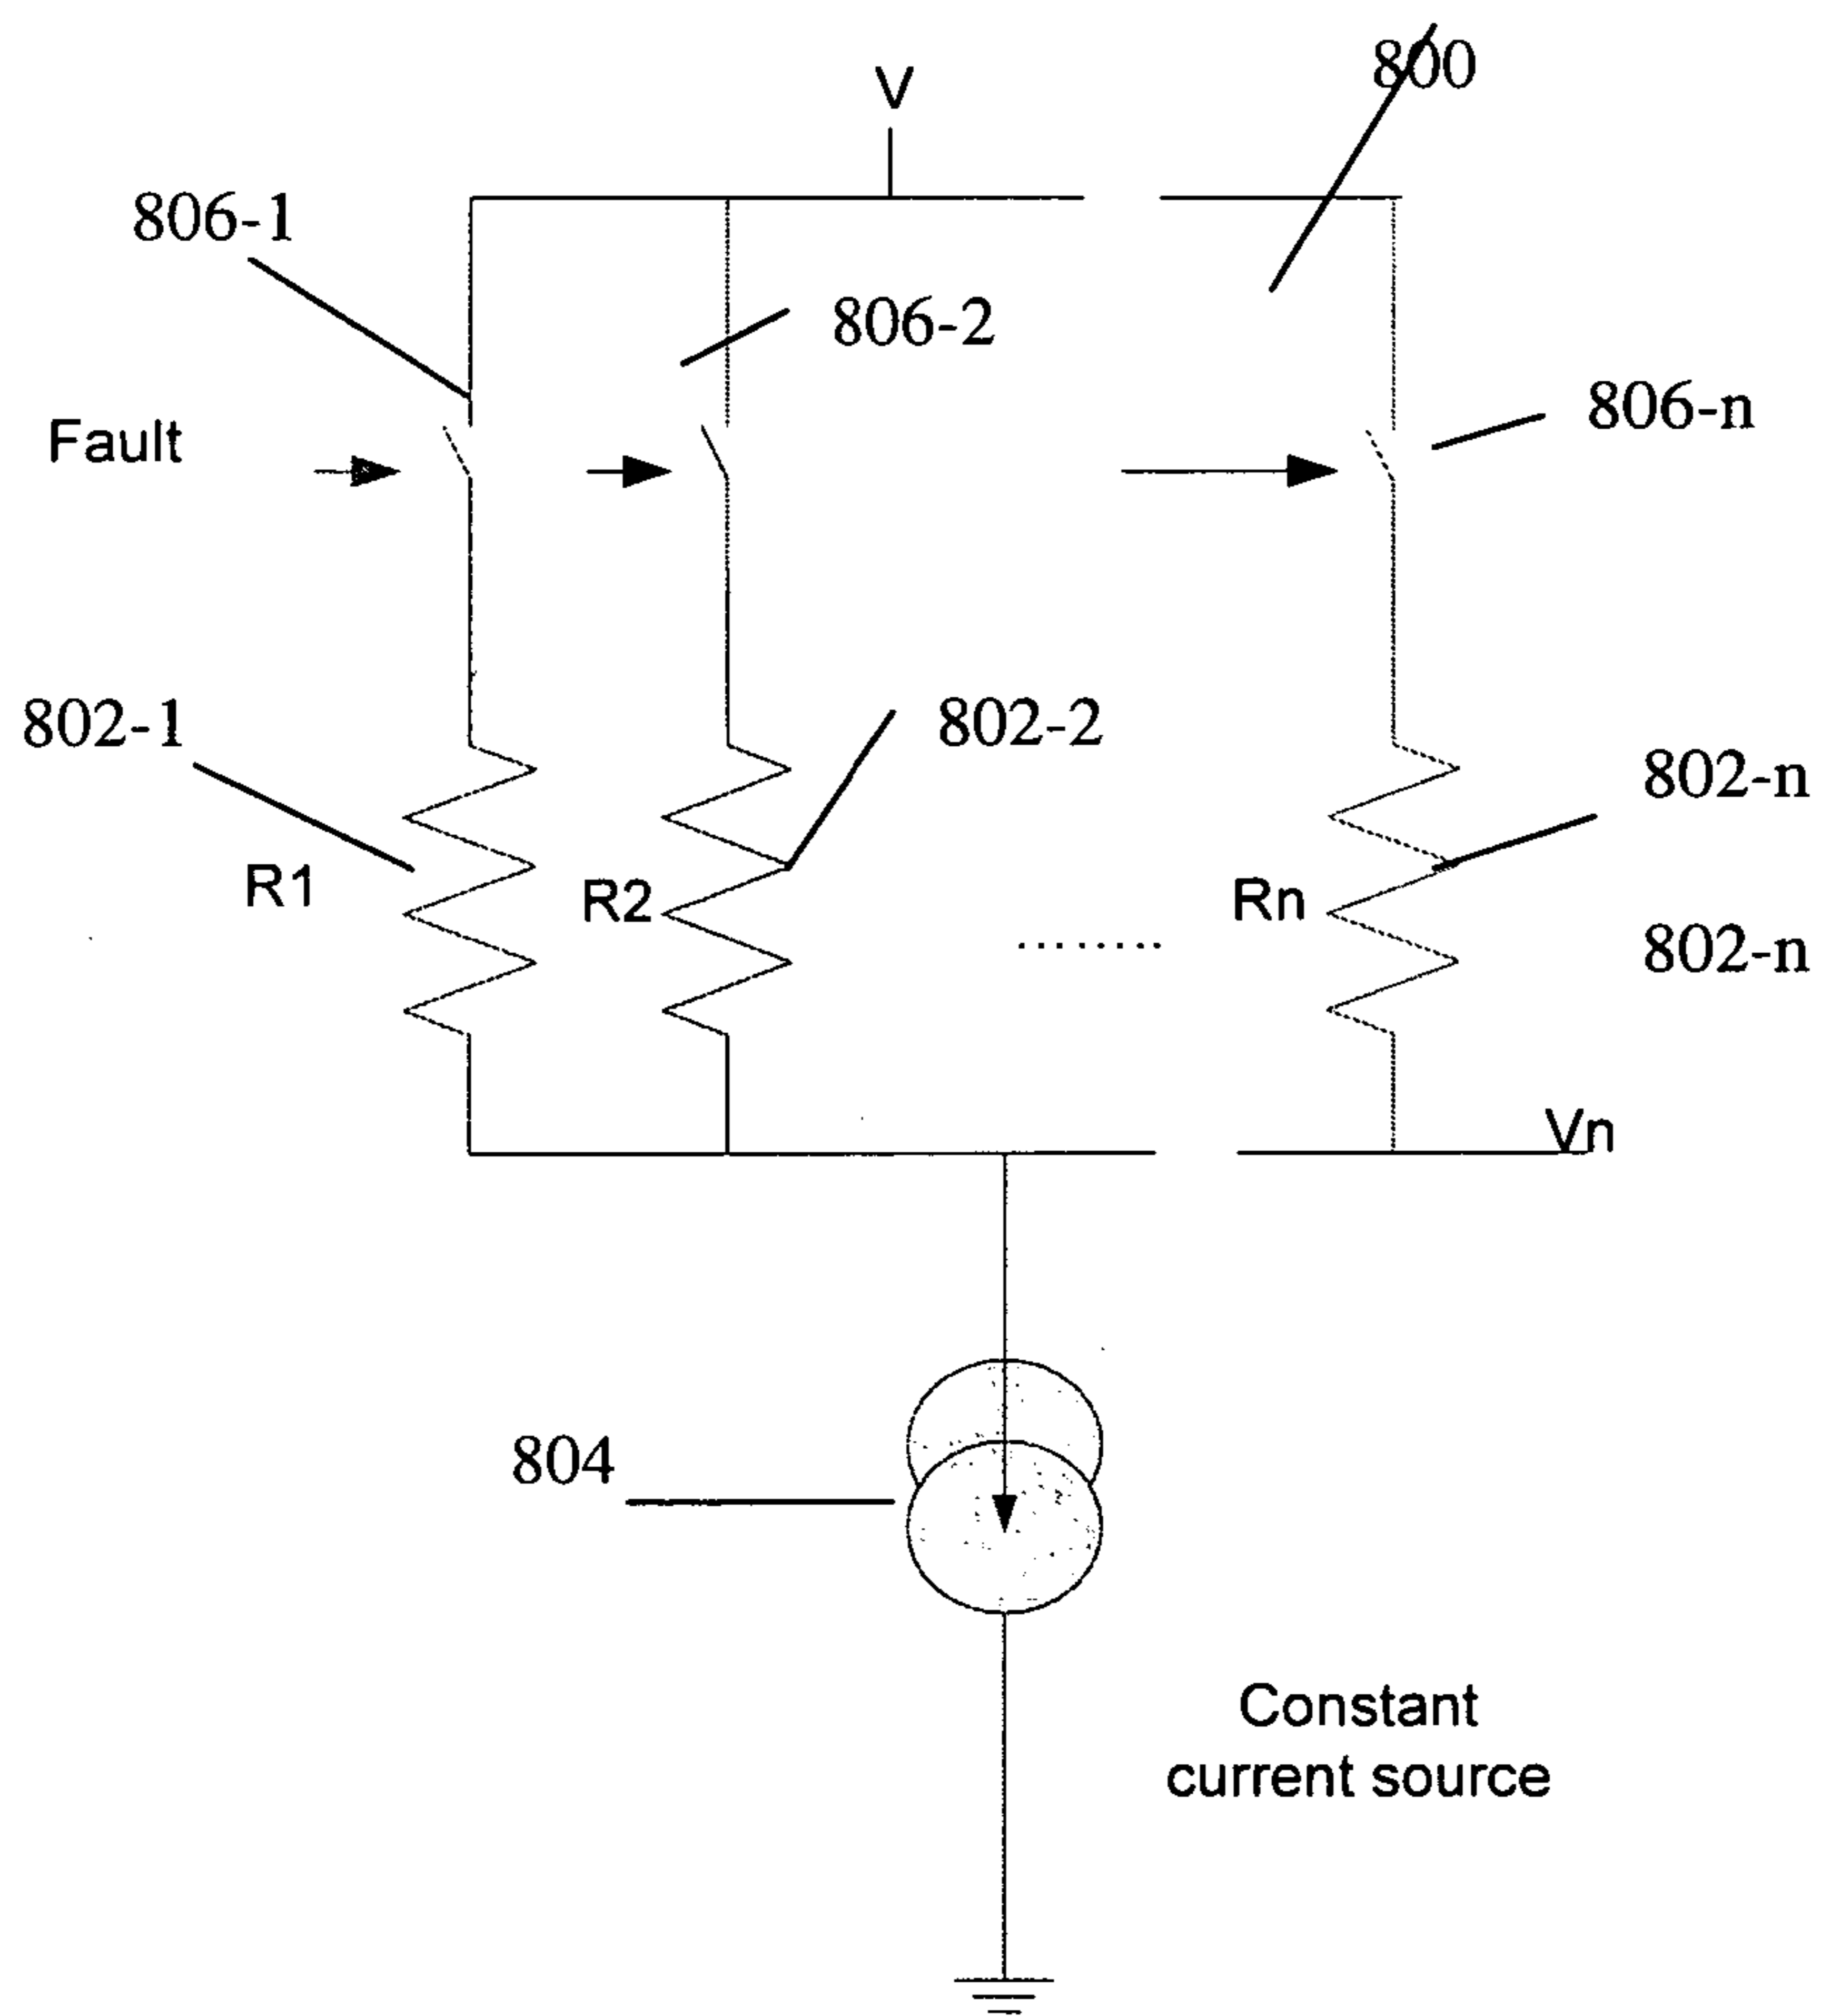 800
V
806-1
806-2
806-n
Fault
802-1
802-2
802-n
R1
R2
Rn
802-n
Vn
804
Constant
current source